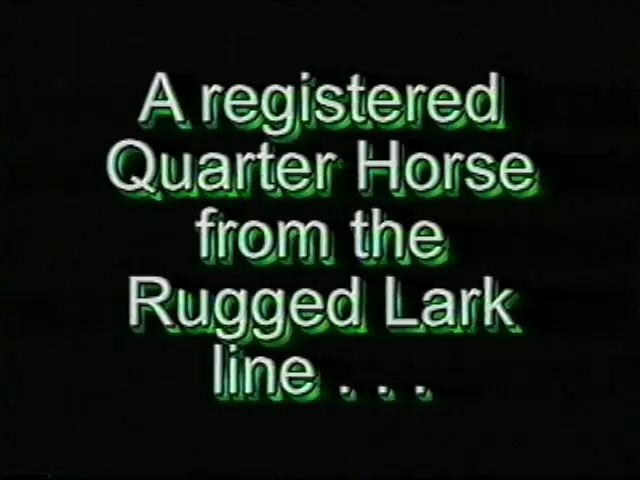 A registered
Quarter Horse
from the
Rugged Lark
line . . .